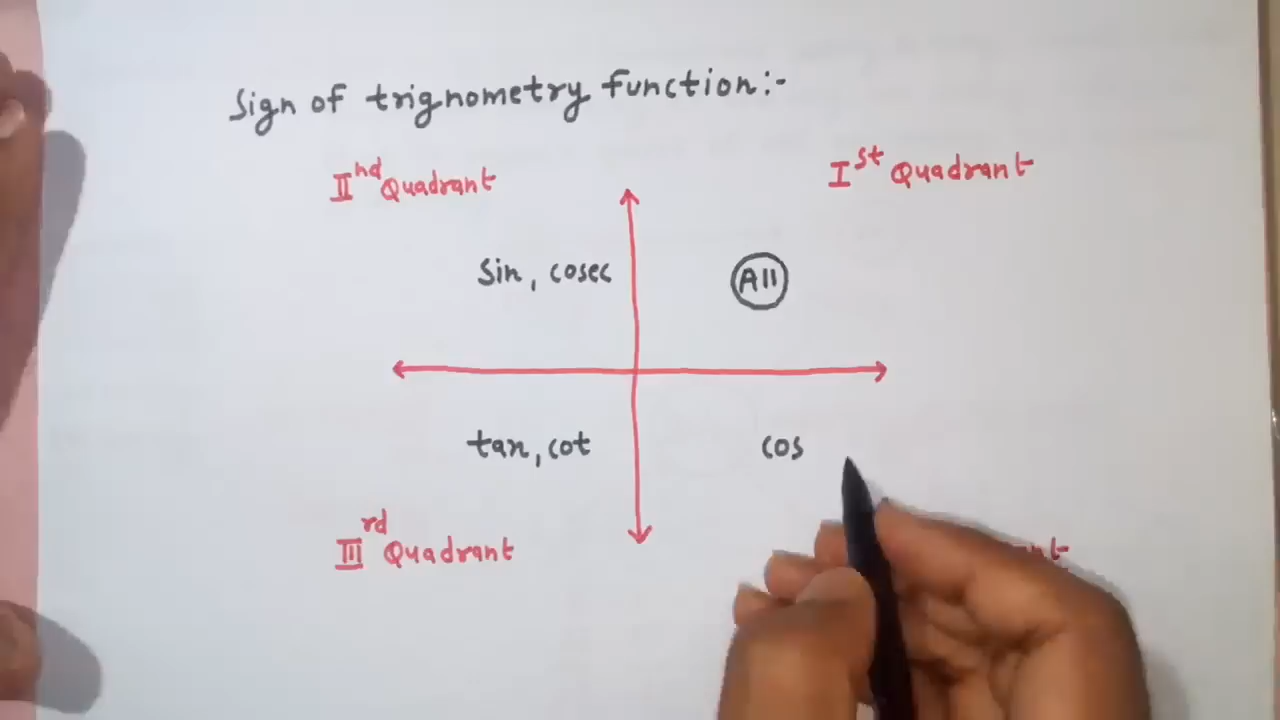 Sign of trignometry function:-
IInd Quadrant
Ist Quadrant
Sin, cosec
All
tan, cot
cos
IIIrd Quadrant